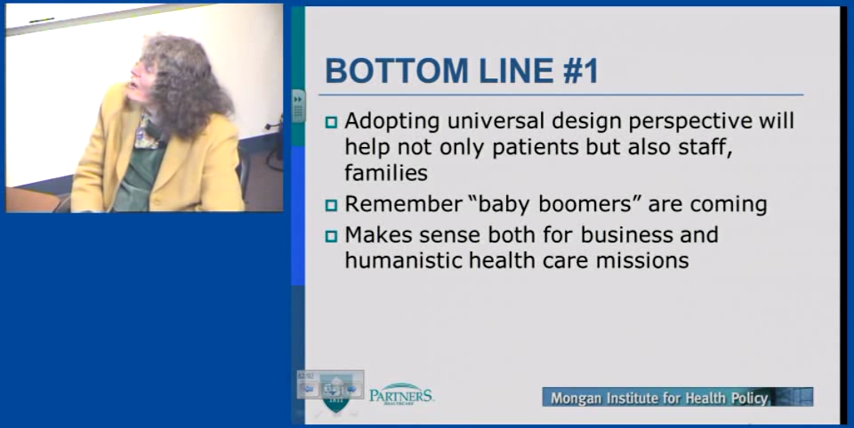 BOTTOM LINE #1
Adopting universal design perspective will
help not only patients but also staff,
families
Remember “baby boomers” are coming
Makes sense both for business and
humanistic health care missions
PARTNERS
HEALTHCARE
Mongan Institute for Health Policy